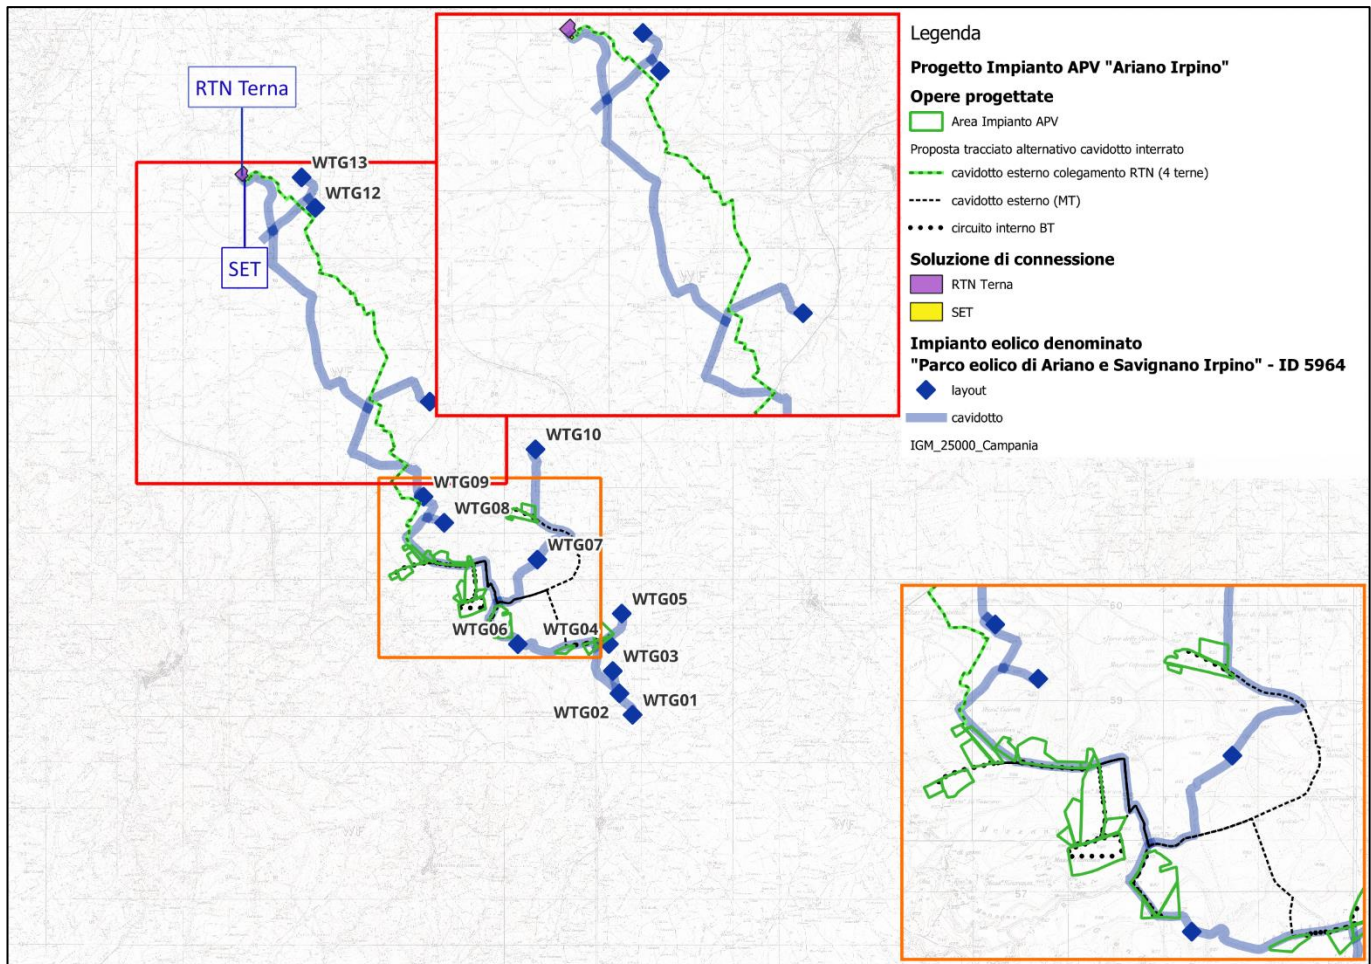 RTN Terna
SET
WTG13
WTG12
WTG10
WTG09
WTG08
WTG07
WTG05
WTG06
WTG04
WTG03
WTG01
WTG02
Legenda
Progetto Impianto APV "Ariano Irpino"
Opere progettate
Area Impianto APV
Proposta tracciato alternativo cavidotto interrato
cavidotto esterno colegamento RTN (4 terne)
cavidotto esterno (MT)
circuito interno BT
Soluzione di connessione
RTN Terna
SET
Impianto eolico denominato
"Parco eolico di Ariano e Savignano Irpino" - ID 5964
layout
cavidotto
IGM_25000_Campania
60
59
57